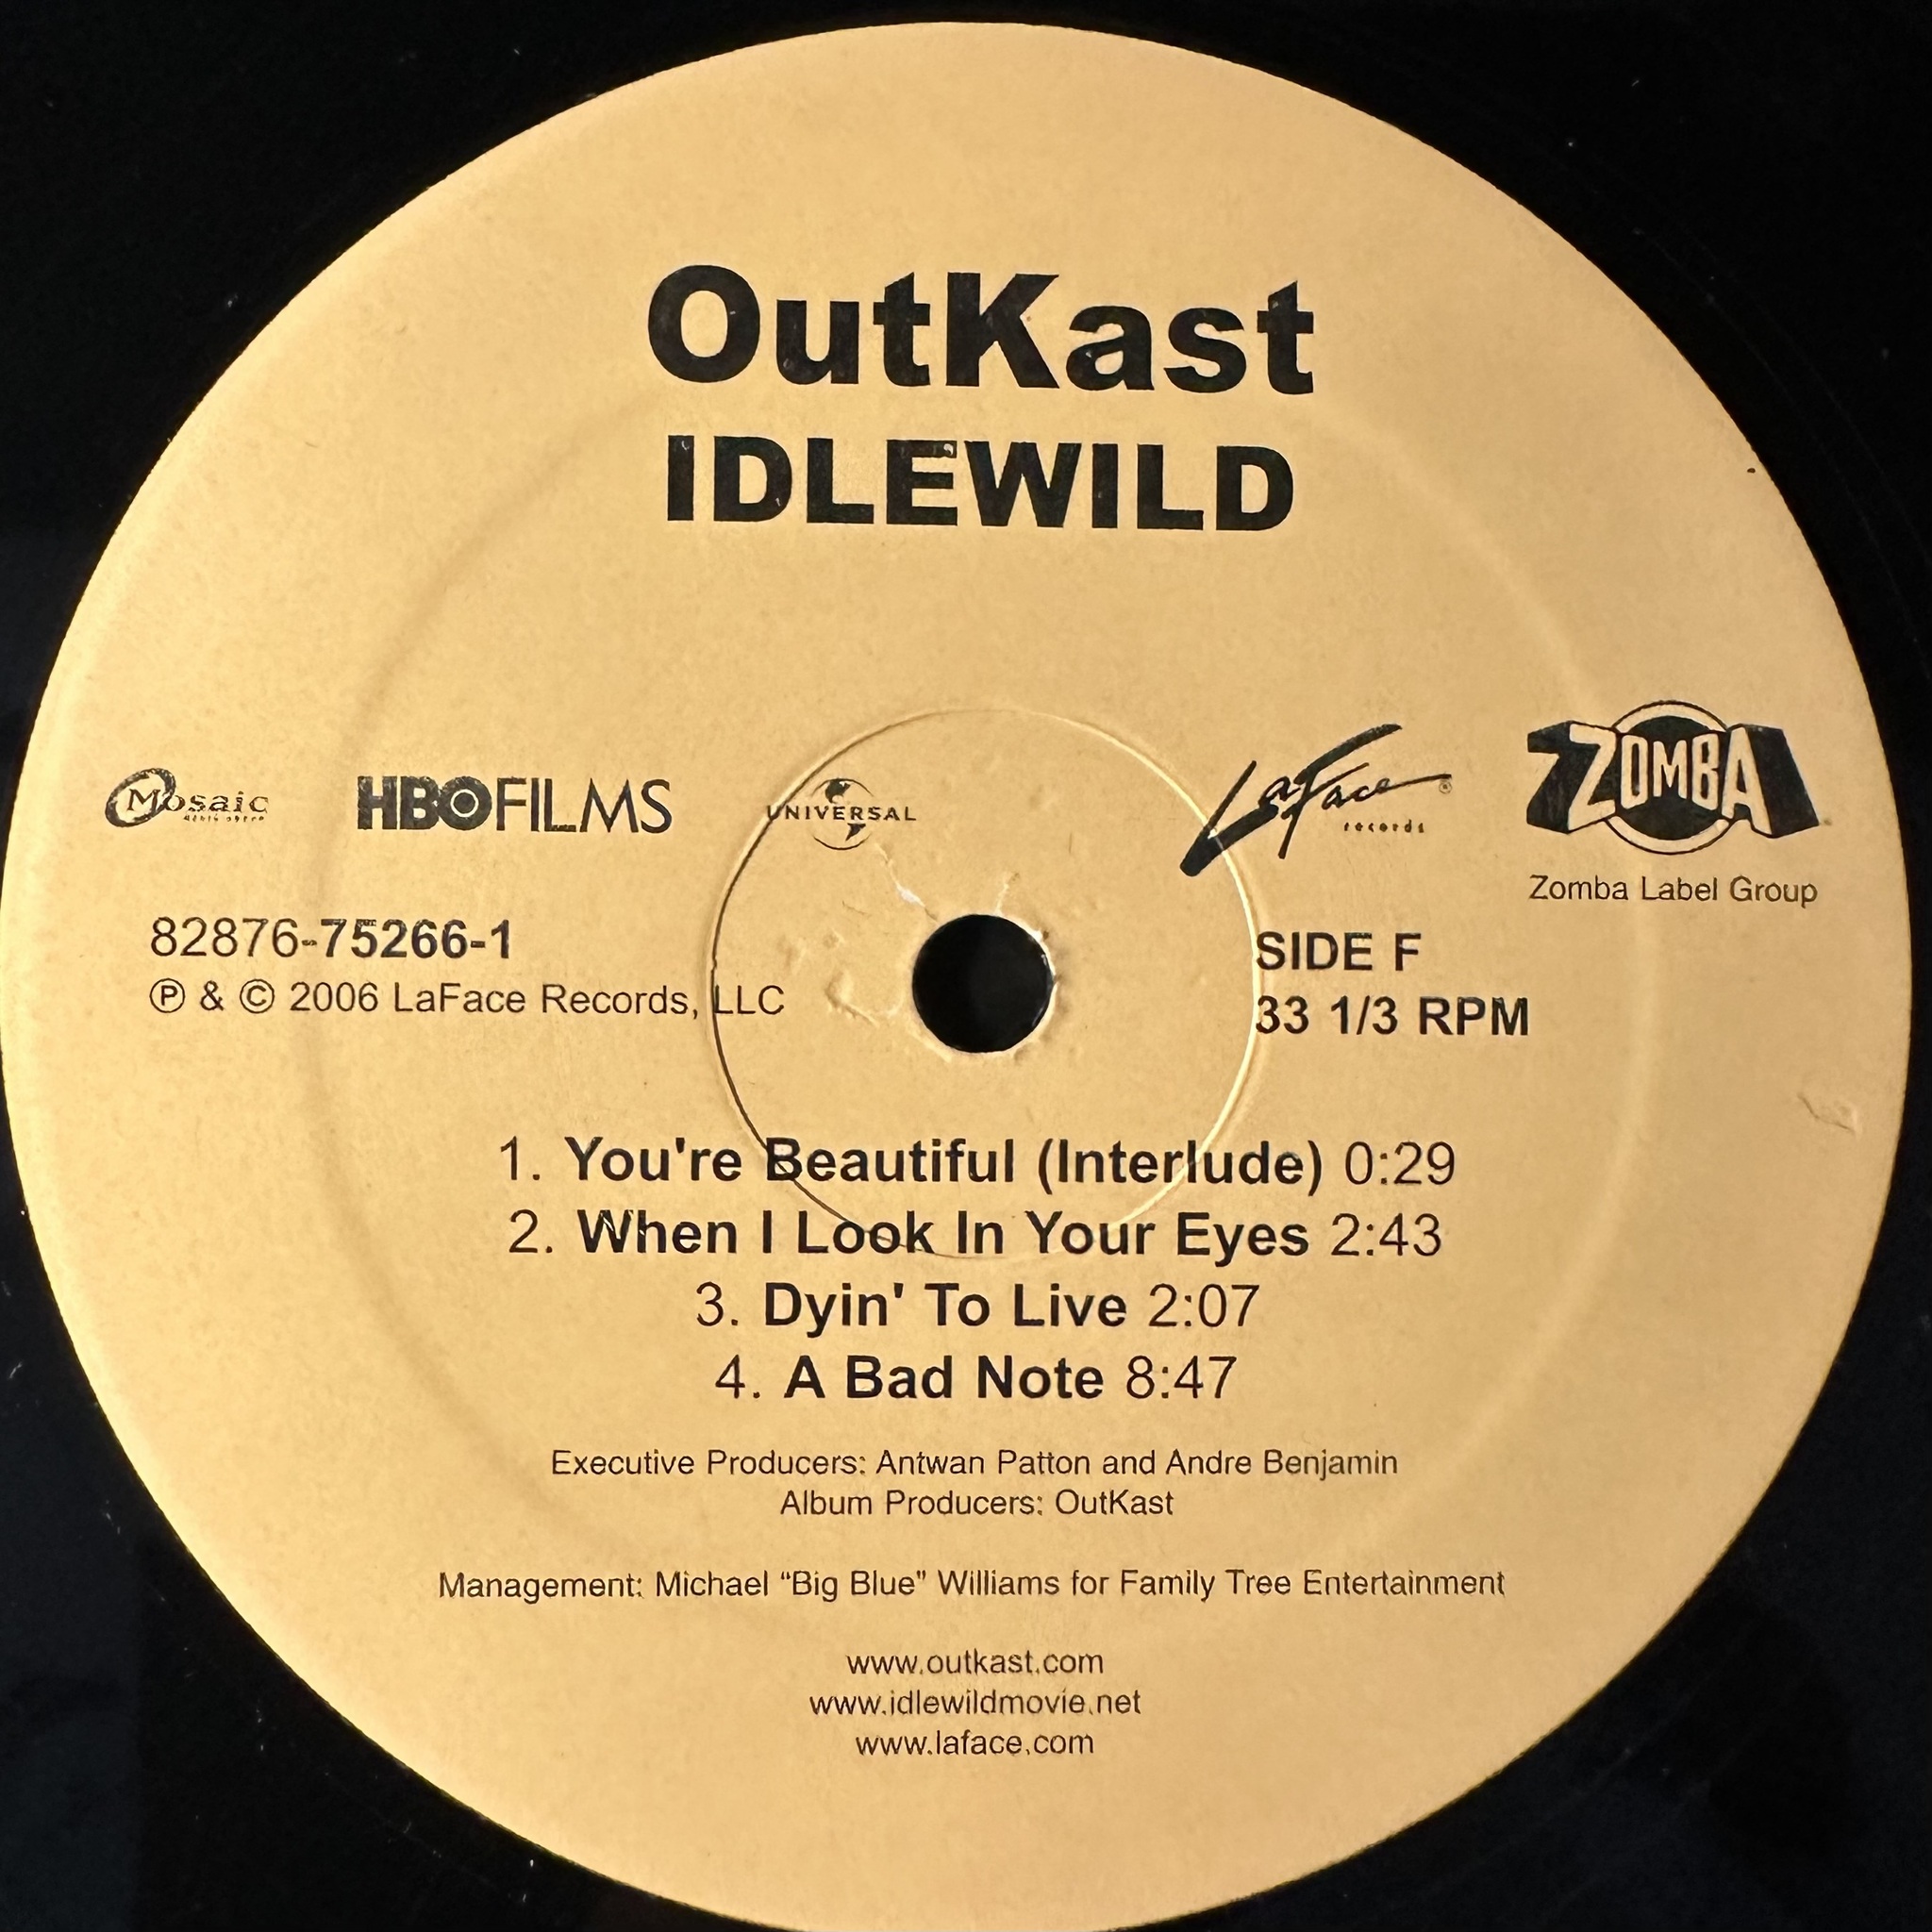 OutKast
IDLEWILD
Mosaic
HBO FILMS
UNIVERSAL
LaFace
records
ZOMBA
Zomba Label Group
82876-75266-1
℗ & © 2006 LaFace Records, LLC
SIDE F
33 1/3 RPM
1. You're Beautiful (Interlude) 0:29
2. When I Look In Your Eyes 2:43
3. Dyin' To Live 2:07
4. A Bad Note 8:47
Executive Producers: Antwan Patton and Andre Benjamin
Album Producers: OutKast
Management: Michael “Big Blue" Williams for Family Tree Entertainment
www.outkast.com
www.idlewildmovie.net
www.laface.com